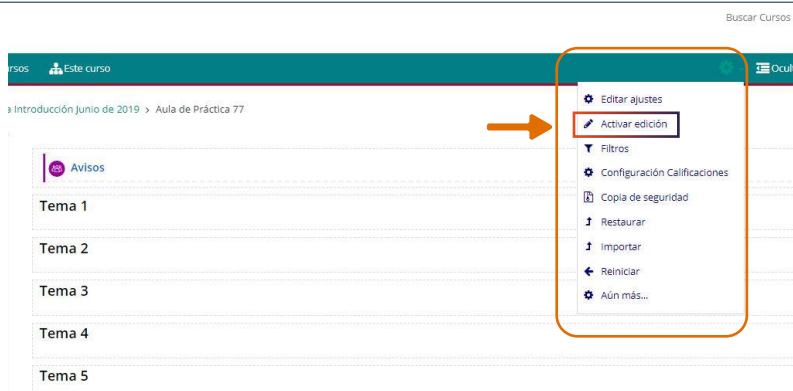 Buscar Cursos
Este curso
Introducción Junio de 2019 > Aula de Práctica 77
Editar ajustes
Activar edición
Filtros
Configuración Calificaciones
Copia de seguridad
Restaurar
Importar
Reiniciar
Aún más...
Avisos
Tema 1
Tema 2
Tema 3
Tema 4
Tema 5